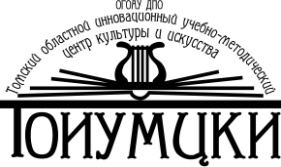 ОГОАУ ДПО
Томский областной инновационный учебно-методический
центр культуры и искусства
ТОИУМЦКИ